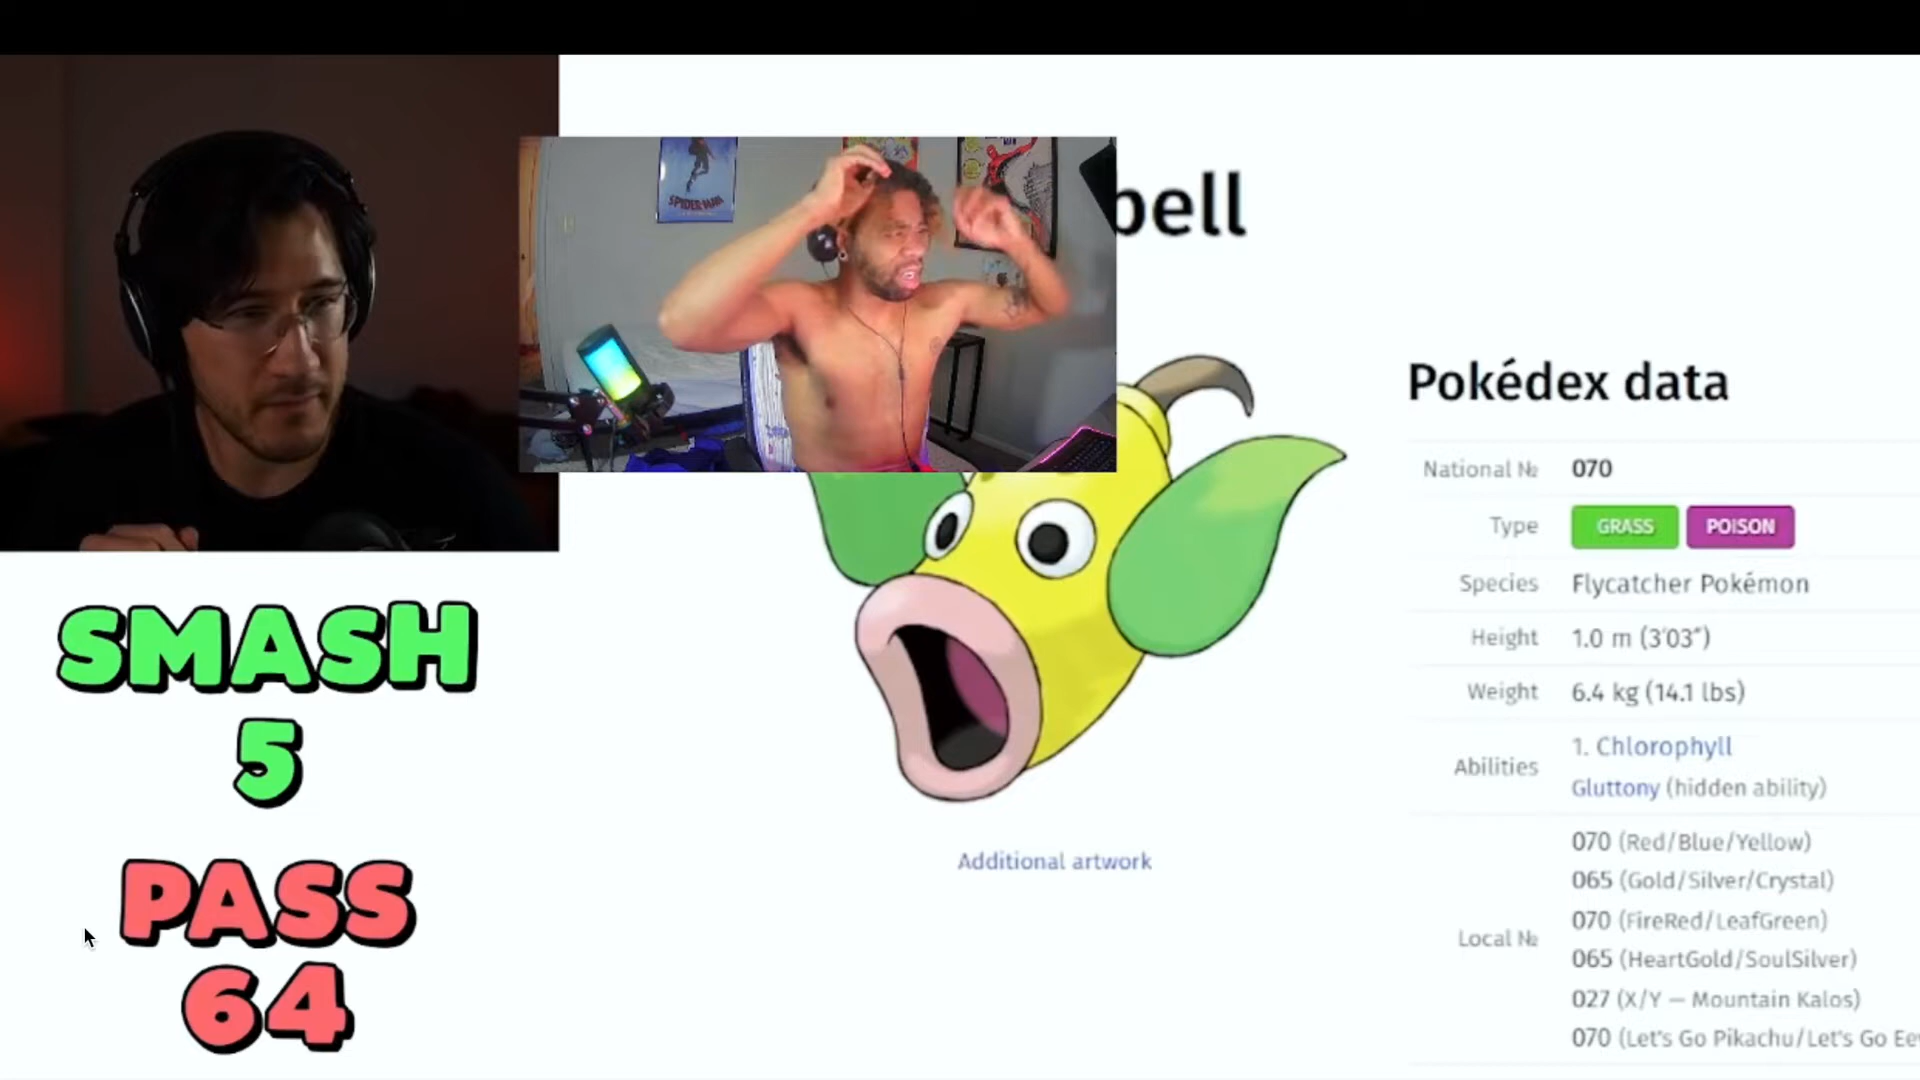 SPIDER-MAN
bell
SMASH
5
PASS
64
Additional artwork
Pokédex data
National № 070
Type GRASS POISON
Species Flycatcher Pokémon
Height 1.0 m (3′03″)
Weight 6.4 kg (14.1 lbs)
Abilities 1. Chlorophyll
Gluttony (hidden ability)
Local № 070 (Red/Blue/Yellow)
065 (Gold/Silver/Crystal)
070 (FireRed/LeafGreen)
065 (HeartGold/SoulSilver)
027 (X/Y — Mountain Kalos)
070 (Let's Go Pikachu/Let's Go Eev